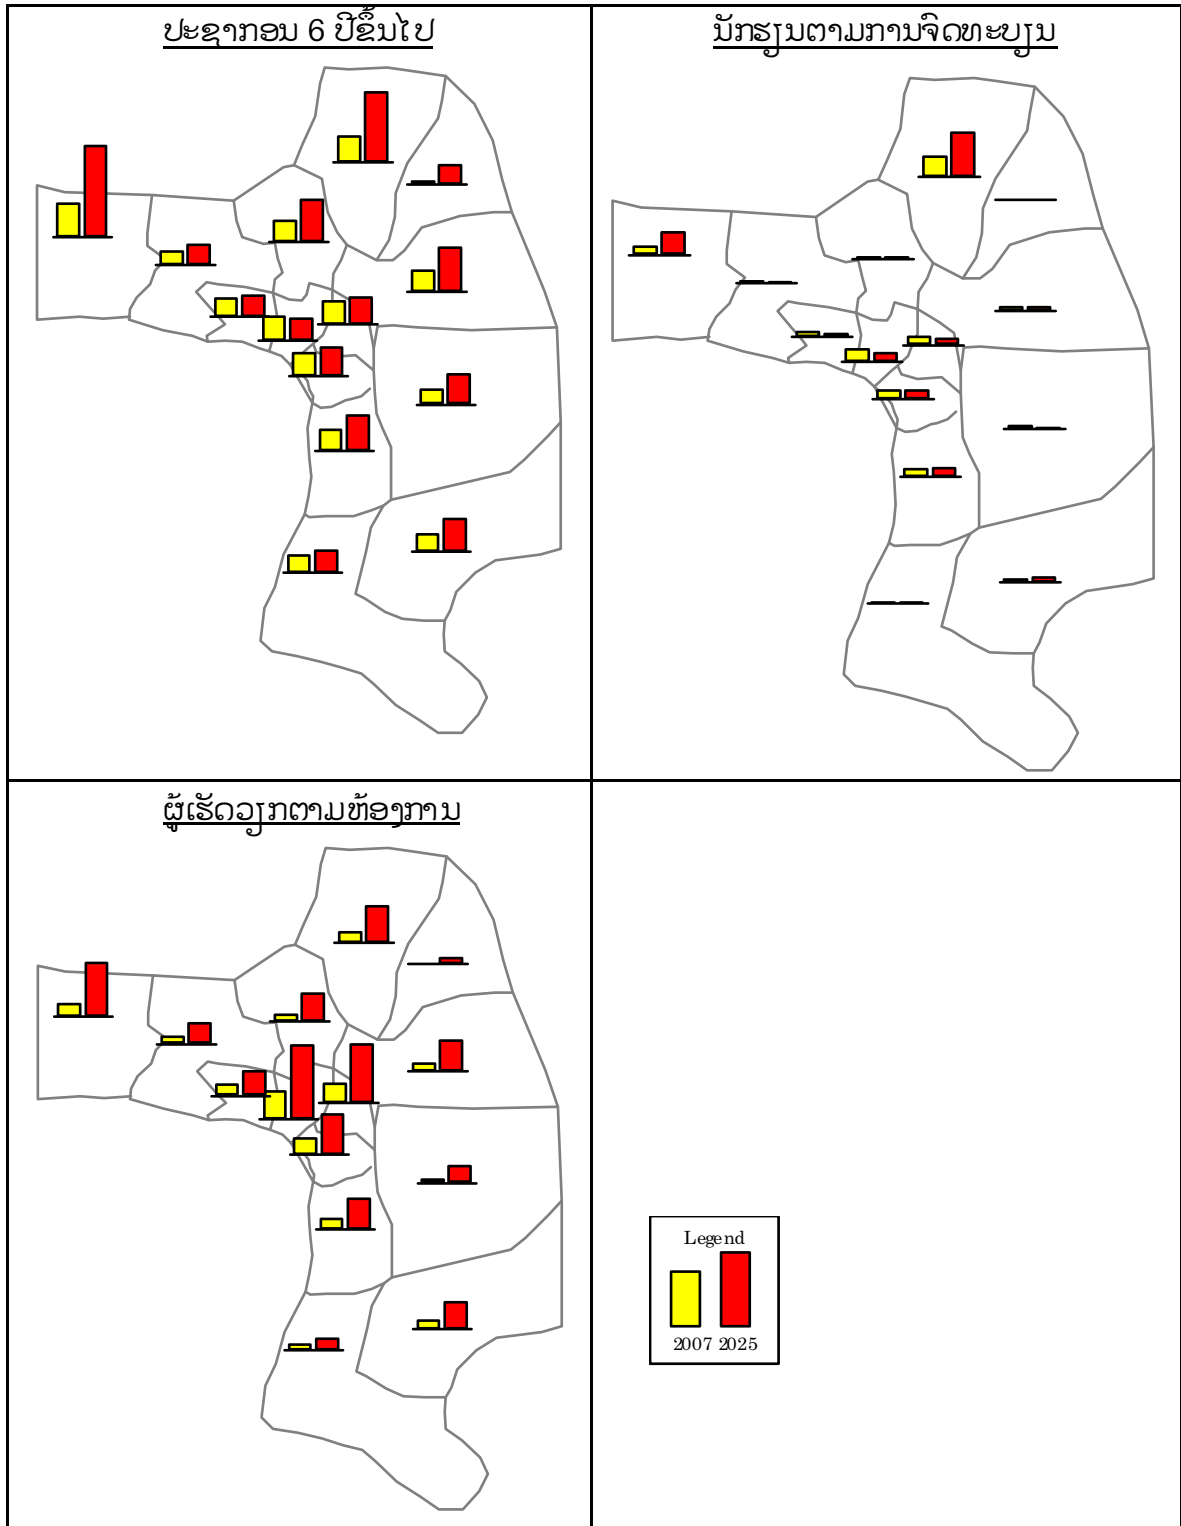 ປະຊາກອນ 6 ປີຂຶ້ນໄປ
ນັກຮຽນຕາມການຈົດທະບຽນ
ຜູ້ເຮັດວຽກຕາມຫ້ອງການ
Legend
2007 2025